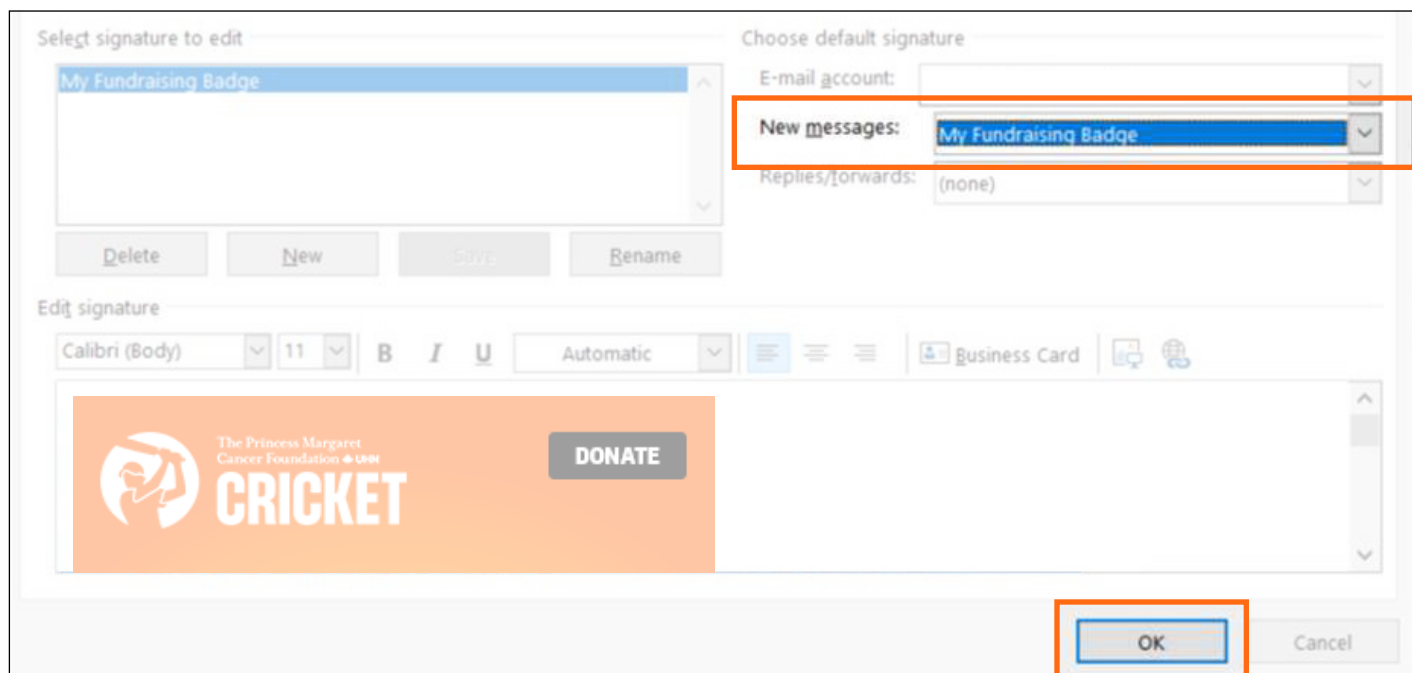 Select signature to edit
Choose default signature
My Fundraising Badge
E-mail account:
New messages: My Fundraising Badge
Replies/forwards: (none)
Delete New Save Rename
Edit signature
Calibri (Body) 11 B I U Automatic Business Card
The Princess Margaret
Cancer Foundation UHN
CRICKET
DONATE
OK Cancel